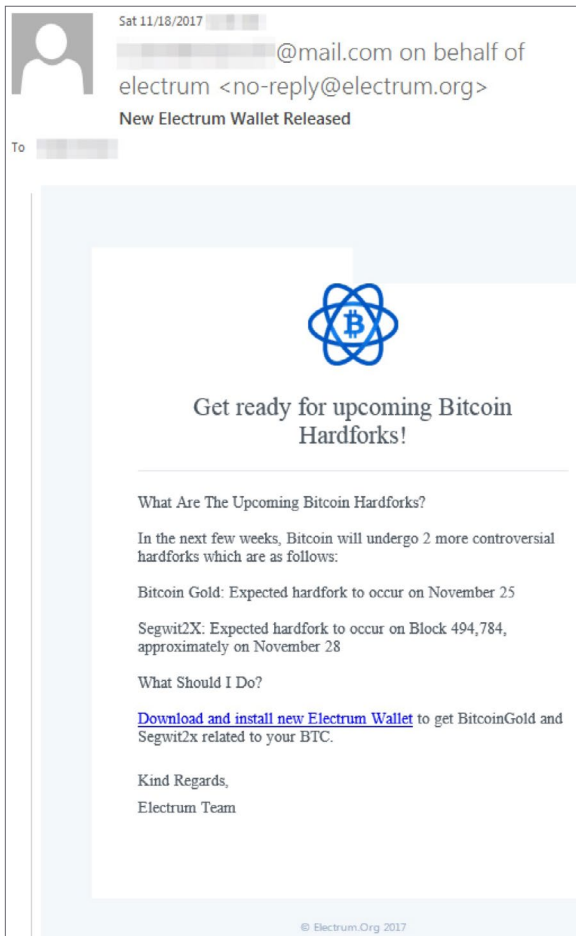 Sat 11/18/2017
@mail.com on behalf of
electrum <no-reply@electrum.org>
New Electrum Wallet Released
To
Get ready for upcoming Bitcoin
Hardforks!
What Are The Upcoming Bitcoin Hardforks?
In the next few weeks, Bitcoin will undergo 2 more controversial
hardforks which are as follows:
Bitcoin Gold: Expected hardfork to occur on November 25
Segwit2X: Expected hardfork to occur on Block 494,784,
approximately on November 28
What Should I Do?
Download and install new Electrum Wallet to get BitcoinGold and
Segwit2x related to your BTC.
Kind Regards,
Electrum Team
© Electrum.Org 2017